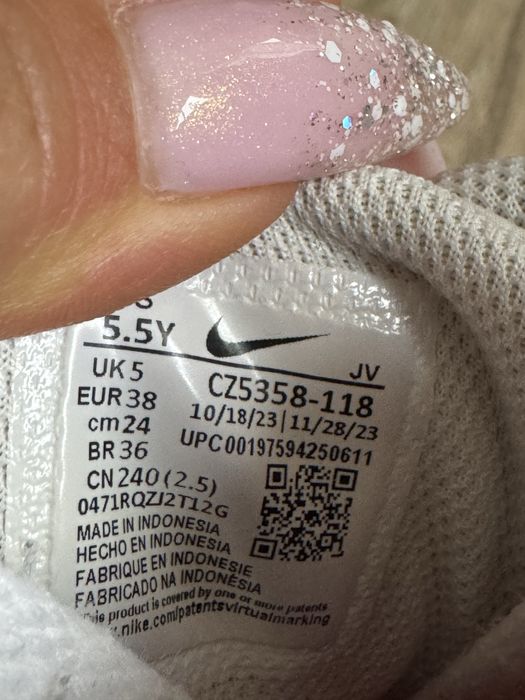 5.5Y
UK 5
EUR 38
cm 24
BR 36
CN 240 (2.5)
0471RQZJ2T12G
JV
CZ5358-118
10/18/23 | 11/28/23
UPC 00197594250611
MADE IN INDONESIA
HECHO EN INDONESIA
FABRIQUE EN INDONESIE
FABRICADO NA INDONÉSIA
product is covered by one or more patents
.nike.com/patentsvirtualmarking